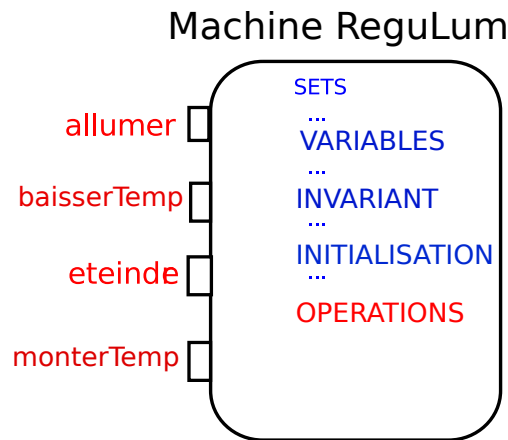 Machine ReguLum
SETS
...
allumer
VARIABLES
...
baisserTemp
INVARIANT
...
eteinde
INITIALISATION
...
OPERATIONS
monterTemp